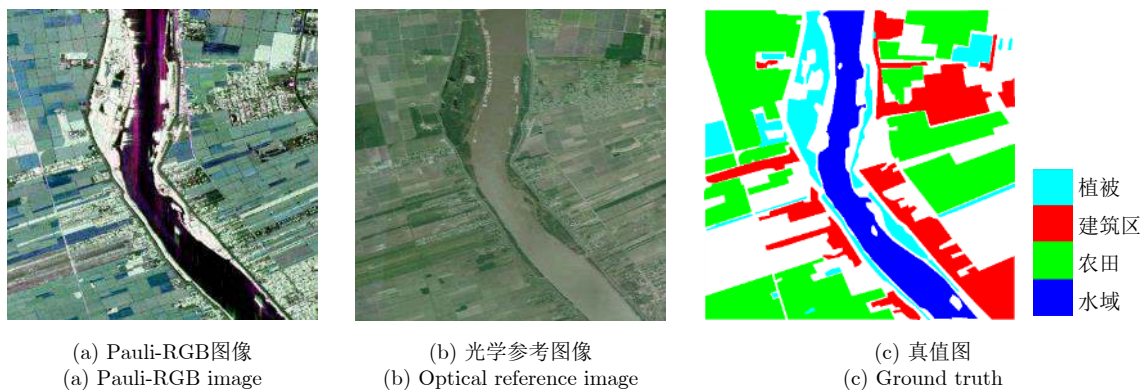 植被
建筑区
农田
水域
(a) Pauli-RGB图像
(a) Pauli-RGB image
(b) 光学参考图像
(b) Optical reference image
(c) 真值图
(c) Ground truth